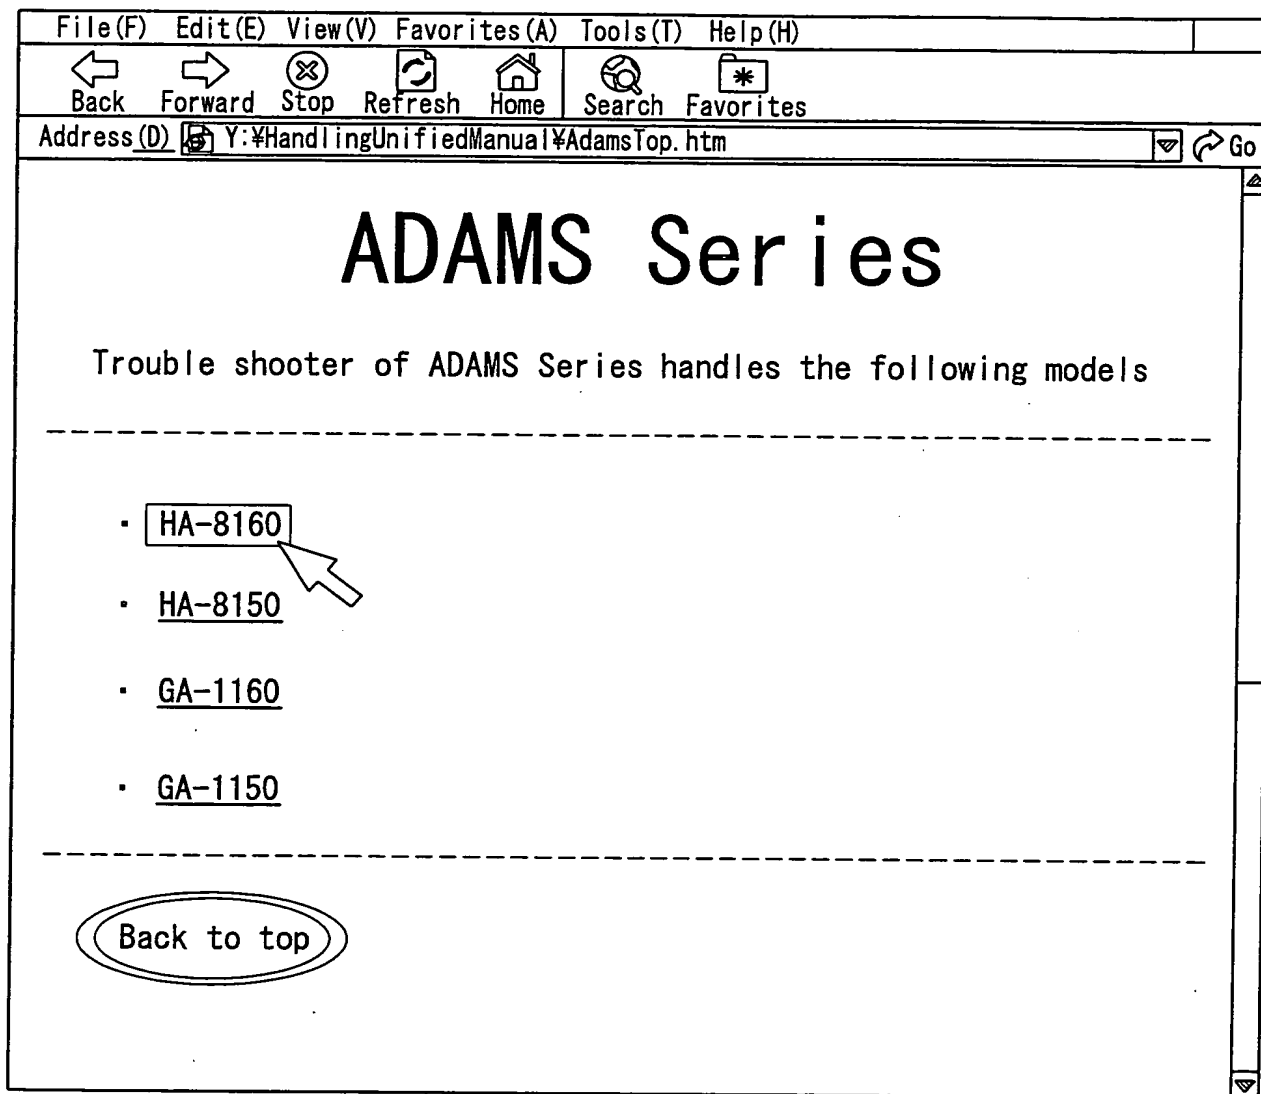 File(F) Edit(E) View(V) Favorites(A) Tools(T) Help(H)
Back Forward Stop Refresh Home Search Favorites
Address(D) Y:¥HandlingUnifiedManual¥AdamsTop.htm Go
ADAMS Series
Trouble shooter of ADAMS Series handles the following models
· HA-8160
· HA-8150
· GA-1160
· GA-1150
Back to top